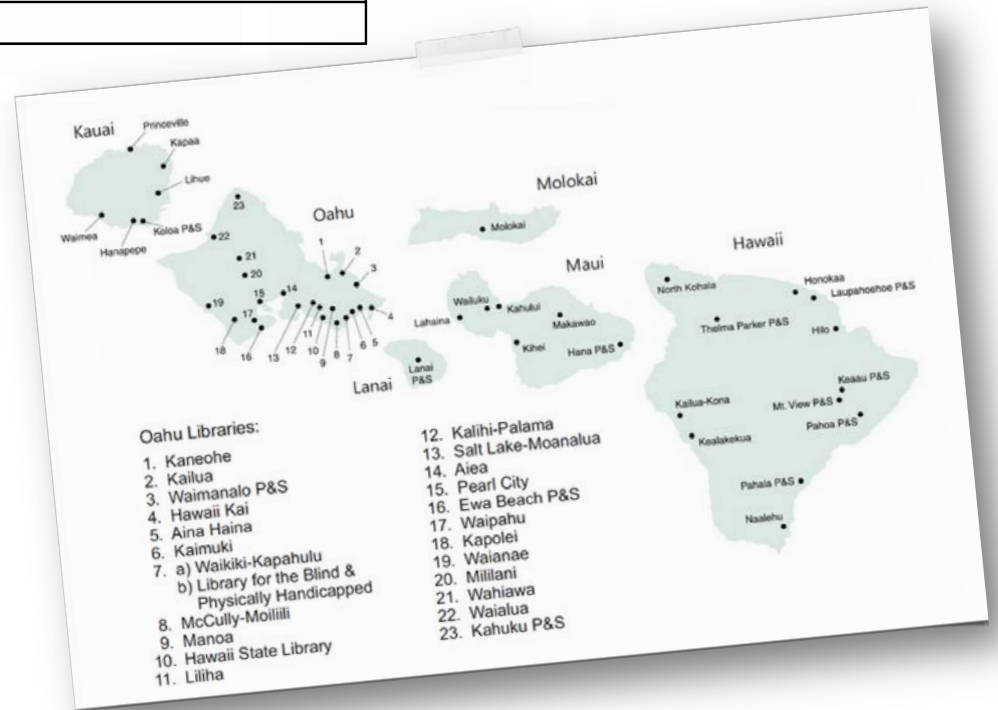 Kauai
Princeville
Kapaa
Lihue
Koloa P&S
Hanapepe
Waimea
Oahu
23
22
21
20
19
18
17
16
15
14
13
12
11
10
9
8
7
6
5
4
3
2
1
Molokai
Molokai
Maui
Wailuku
Kahului
Lahaina
Makawao
Kihei
Hana P&S
Lanai
Lanai
P&S
Hawaii
North Kohala
Honokaa
Laupahoehoe P&S
Thelma Parker P&S
Hilo
Keaau P&S
Mt. View P&S
Pahoa P&S
Kailua-Kona
Kealakekua
Pahala P&S
Naalehu
Oahu Libraries:
1. Kaneohe
2. Kailua
3. Waimanalo P&S
4. Hawaii Kai
5. Aina Haina
6. Kaimuki
7. a) Waikiki-Kapahulu
b) Library for the Blind &
Physically Handicapped
8. McCully-Moiliili
9. Manoa
10. Hawaii State Library
11. Liliha
12. Kalihi-Palama
13. Salt Lake-Moanalua
14. Aiea
15. Pearl City
16. Ewa Beach P&S
17. Waipahu
18. Kapolei
19. Waianae
20. Mililani
21. Wahiawa
22. Waialua
23. Kahuku P&S